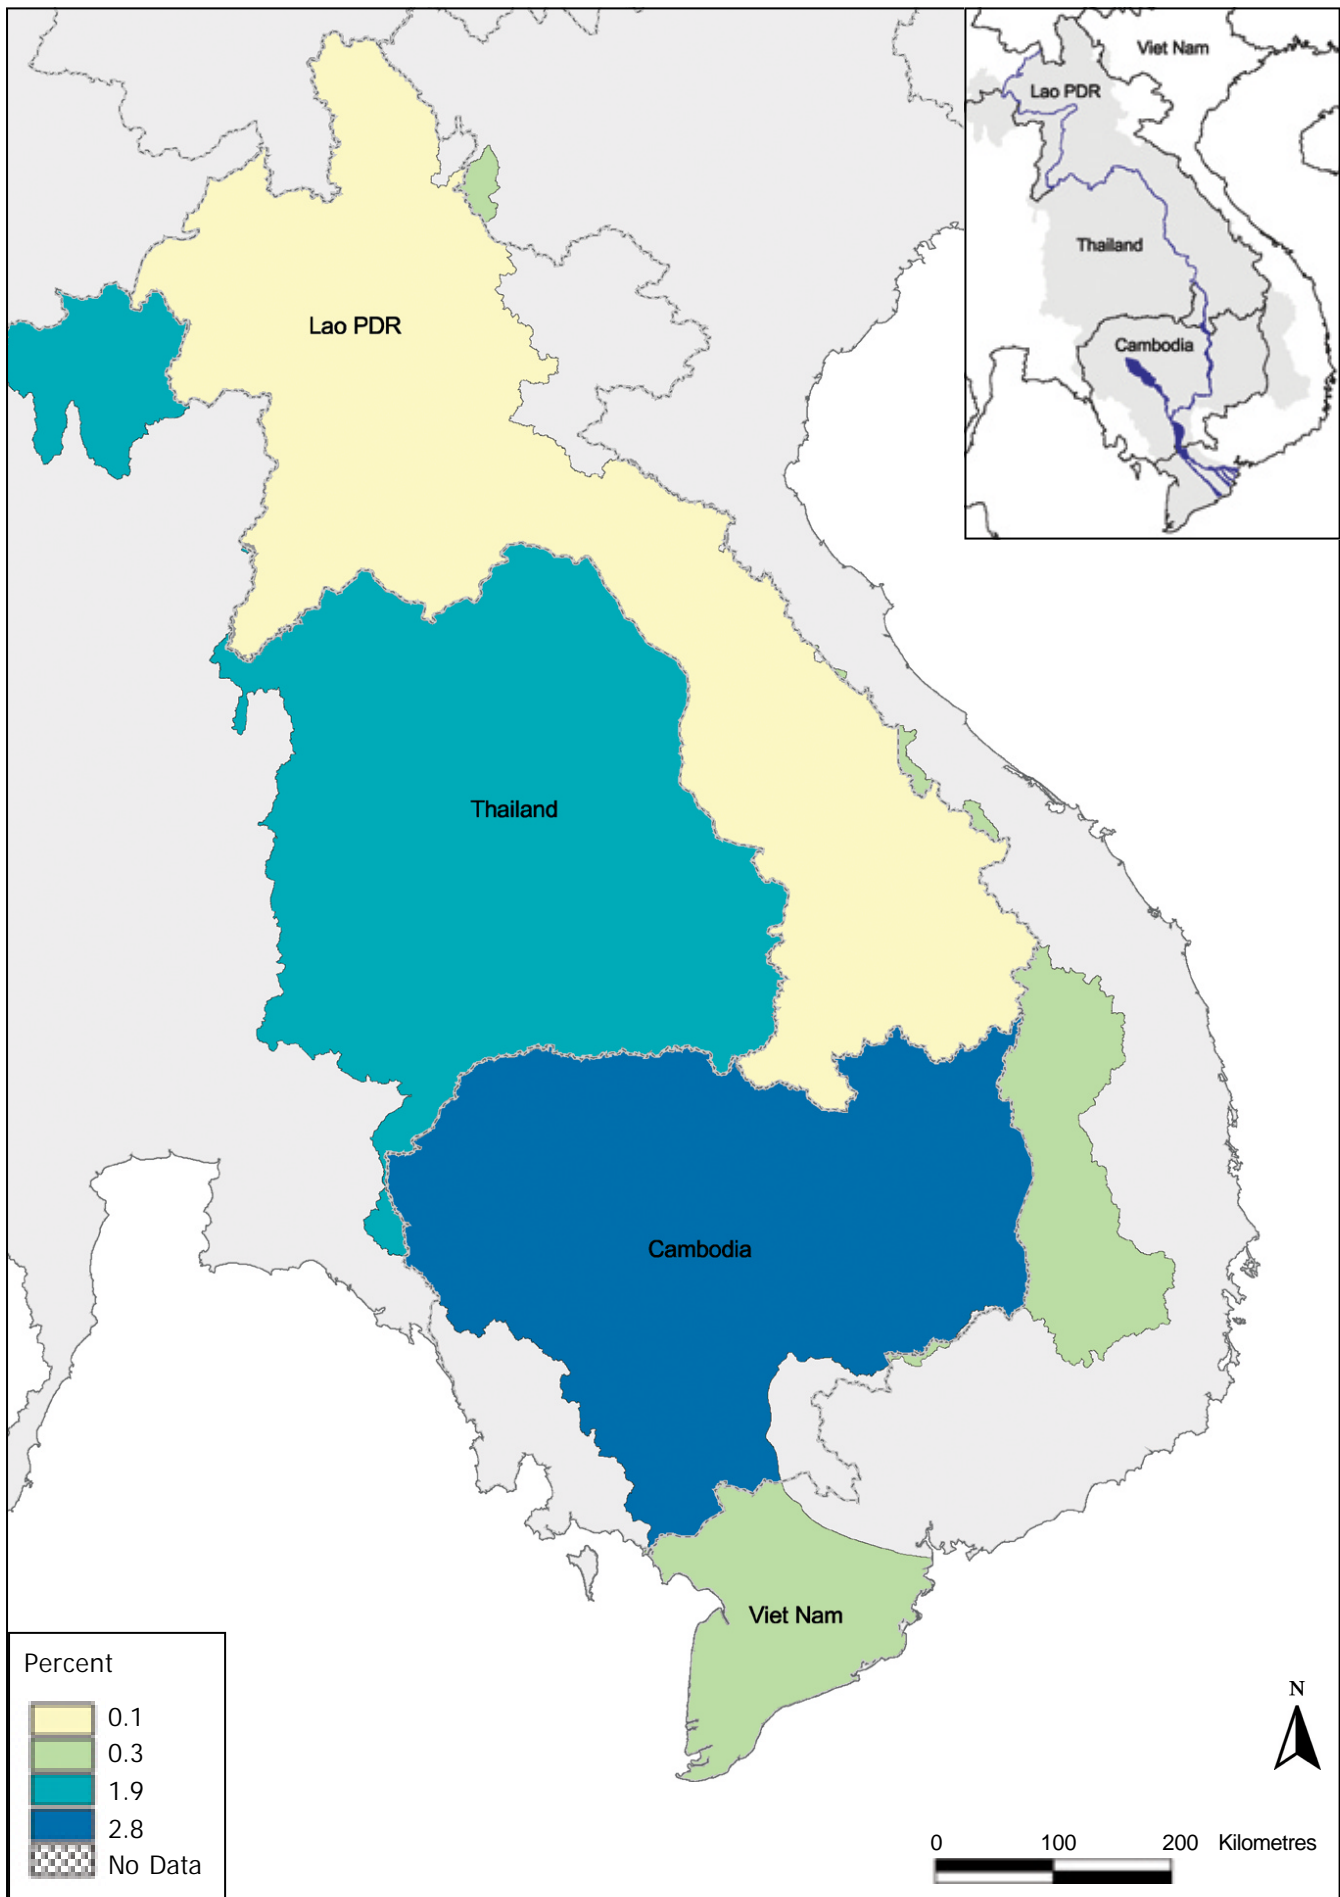 Viet Nam
Lao PDR
Thailand
Cambodia
Lao PDR
Thailand
Cambodia
Viet Nam
Percent
0.1
0.3
1.9
2.8
No Data
N
0 100 200 Kilometres